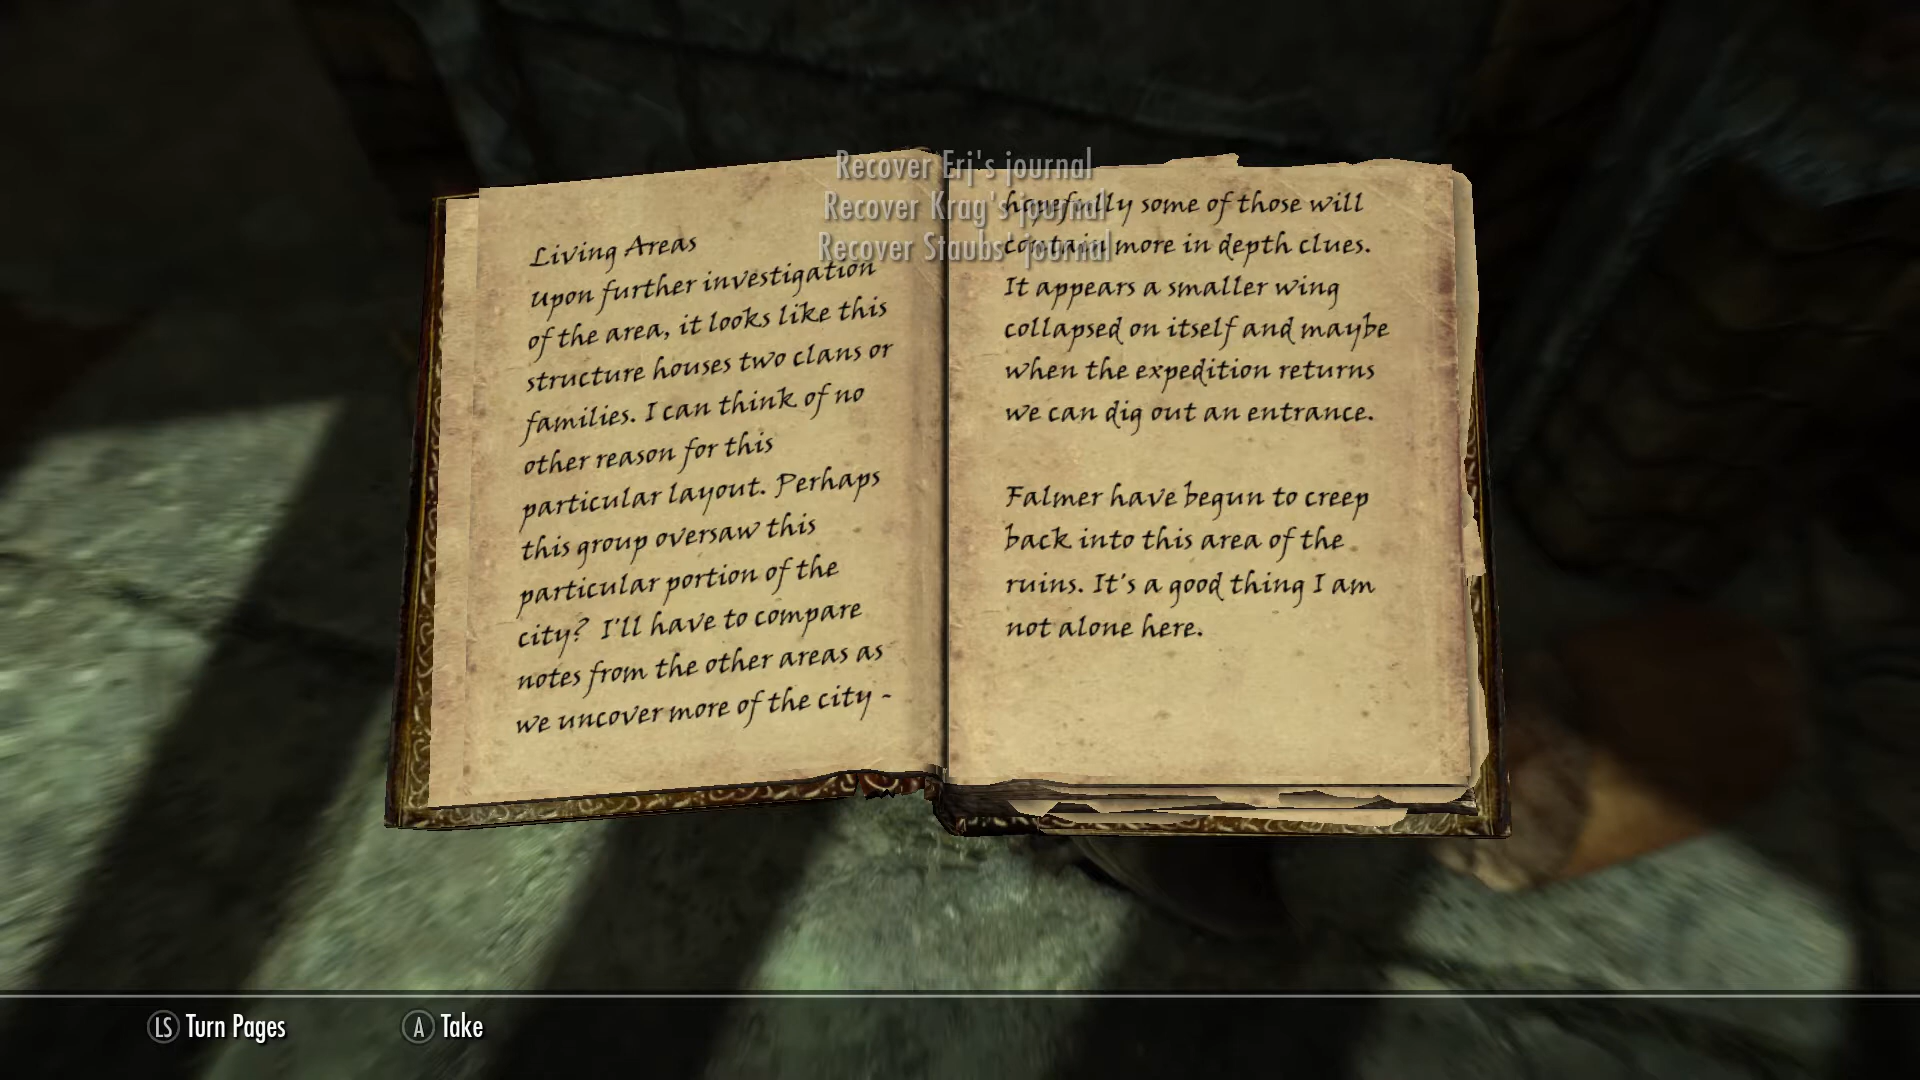 Recover Erj's journal
Recover Krag's journal
Recover Staubs' journal
Living Areas
Upon further investigation
of the area, it looks like this
structure houses two clans or
families. I can think of no
other reason for this
particular layout. Perhaps
this group oversaw this
particular portion of the
city? I'll have to compare
notes from the other areas as
we uncover more of the city -
hopefully some of those will
contain more in depth clues.
It appears a smaller wing
collapsed on itself and maybe
when the expedition returns
we can dig out an entrance.
Falmer have begun to creep
back into this area of the
ruins. It's a good thing I am
not alone here.
LS Turn Pages
A Take